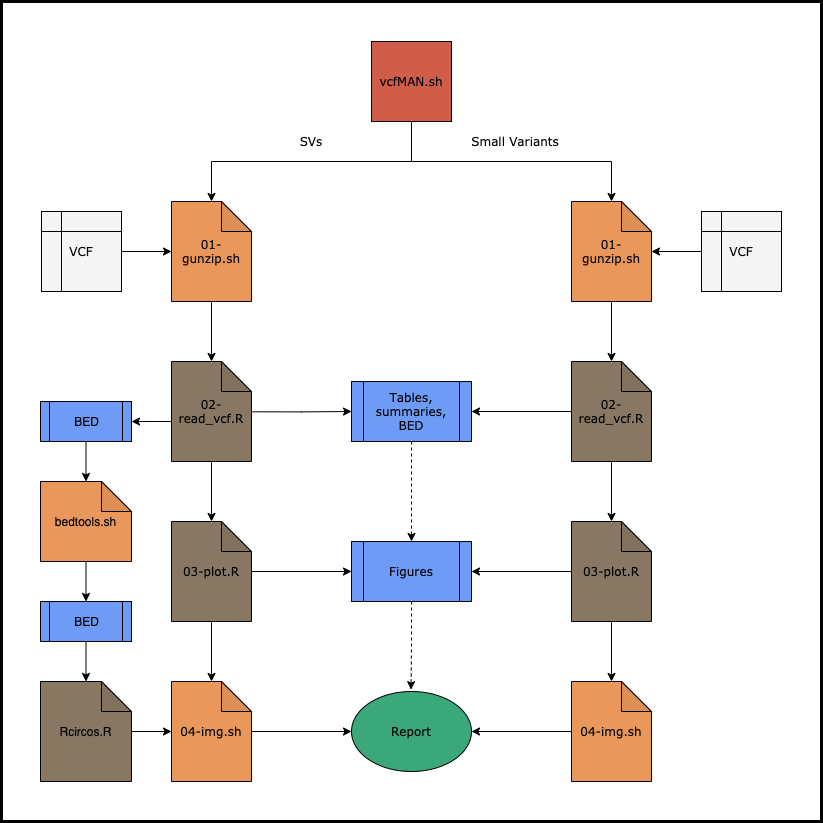 vcfMAN.sh
SVs
Small Variants
VCF
01-
gunzip.sh
01-
gunzip.sh
VCF
02-
read_vcf.R
Tables,
summaries,
BED
02-
read_vcf.R
BED
bedtools.sh
03-plot.R
Figures
03-plot.R
BED
Rcircos.R
04-img.sh
Report
04-img.sh